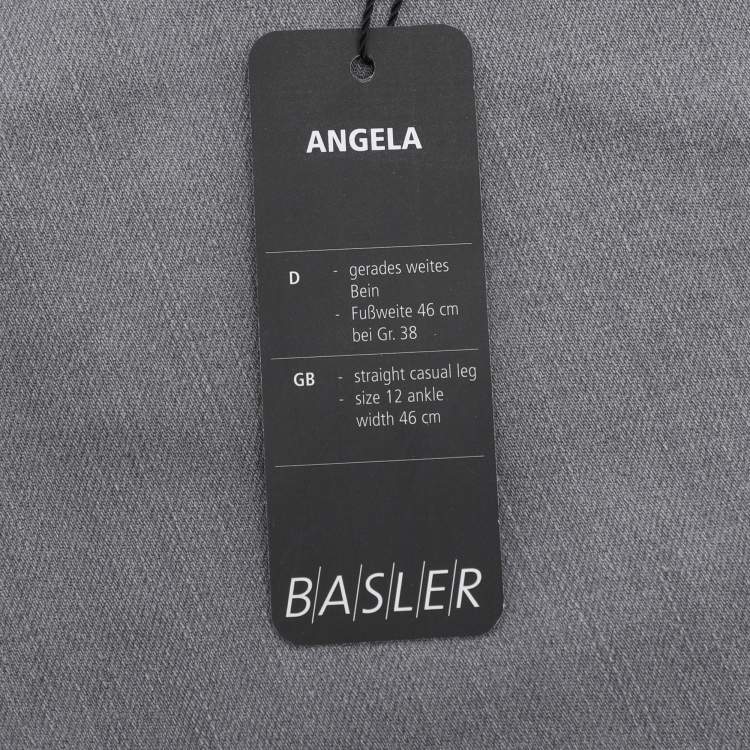 ANGELA
D - gerades weites
Bein
- Fußweite 46 cm
bei Gr. 38
GB - straight casual leg
- size 12 ankle
width 46 cm
B/A/S/L/E/R